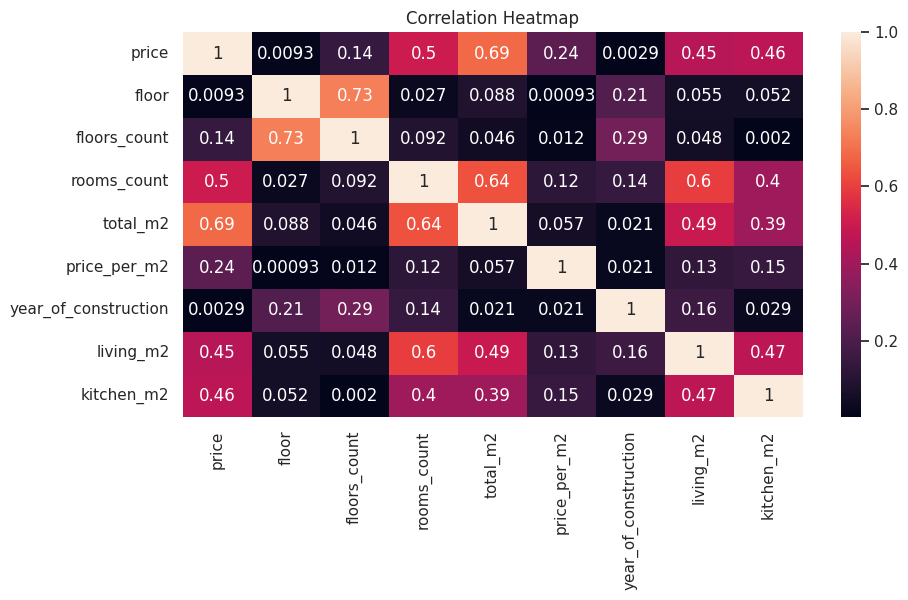 Correlation Heatmap
price 1 0.0093 0.14 0.5 0.69 0.24 0.0029 0.45 0.46
floor 0.0093 1 0.73 0.027 0.088 0.00093 0.21 0.055 0.052
floors_count 0.14 0.73 1 0.092 0.046 0.012 0.29 0.048 0.002
rooms_count 0.5 0.027 0.092 1 0.64 0.12 0.14 0.6 0.4
total_m2 0.69 0.088 0.046 0.64 1 0.057 0.021 0.49 0.39
price_per_m2 0.24 0.00093 0.012 0.12 0.057 1 0.021 0.13 0.15
year_of_construction 0.0029 0.21 0.29 0.14 0.021 0.021 1 0.16 0.029
living_m2 0.45 0.055 0.048 0.6 0.49 0.13 0.16 1 0.47
kitchen_m2 0.46 0.052 0.002 0.4 0.39 0.15 0.029 0.47 1
price floor floors_count rooms_count total_m2 price_per_m2 year_of_construction living_m2 kitchen_m2
1.0
0.8
0.6
0.4
0.2